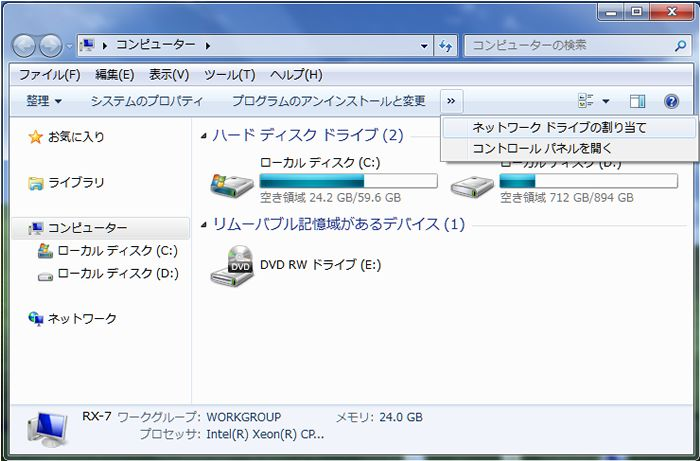 コンピューター
コンピューターの検索
ファイル(F) 編集(E) 表示(V) ツール(T) ヘルプ(H)
整理 システムのプロパティ プログラムのアンインストールと変更 »
ネットワーク ドライブの割り当て
コントロール パネルを開く
お気に入り
ライブラリ
コンピューター
ローカル ディスク (C:)
ローカル ディスク (D:)
ネットワーク
ハード ディスク ドライブ (2)
ローカル ディスク (C:)
空き領域 24.2 GB/59.6 GB
ローカル ディスク (D:)
空き領域 712 GB/894 GB
リムーバブル記憶域があるデバイス (1)
DVD
DVD RW ドライブ (E:)
RX-7 ワークグループ: WORKGROUP メモリ: 24.0 GB
プロセッサ: Intel(R) Xeon(R) CP...